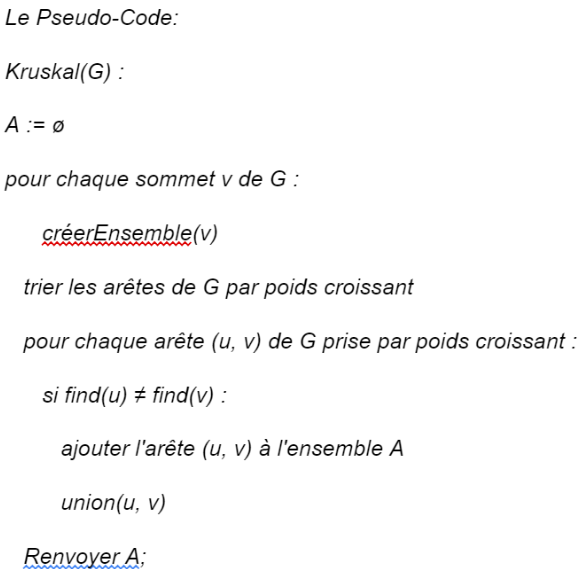 Le Pseudo-Code:
Kruskal(G) :
A := ø
pour chaque sommet v de G :
créerEnsemble(v)
trier les arêtes de G par poids croissant
pour chaque arête (u, v) de G prise par poids croissant :
si find(u) ≠ find(v) :
ajouter l'arête (u, v) à l'ensemble A
union(u, v)
Renvoyer A;